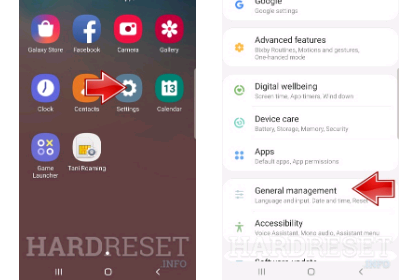 Galaxy Store
Facebook
Camera
Gallery
Clock
Contacts
Settings
13
Calendar
Game
Launcher
Toni Roaming
HARDRESET
.INFO
Google
Google settings
Advanced features
Bixby Routines, Motions and gestures,
One-handed mode
Digital wellbeing
Screen time, App timers, Wind down
Device care
Battery, Storage, Memory, Security
Apps
Default apps, App permissions
General management
Language and input, Date and time, Reset
Accessibility
Voice Assistant, Mono audio, Assistant menu
Software update
HARDRESET
.INFO